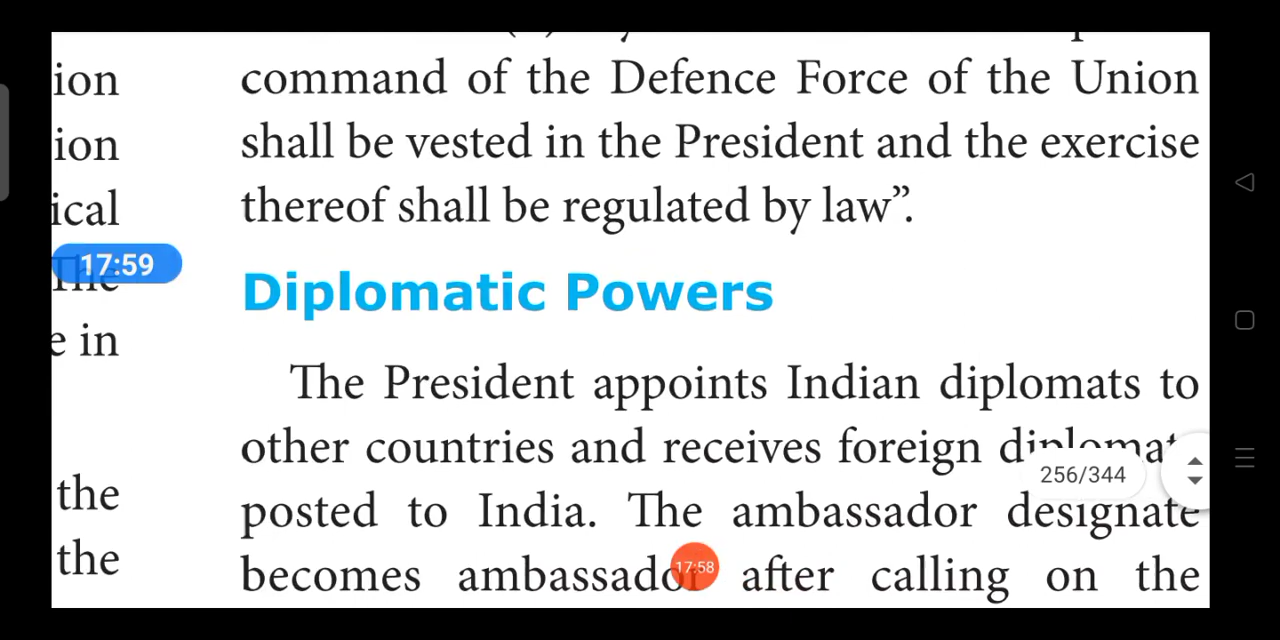 ion
ion
ical
17:59
The
e in
the
the
command of the Defence Force of the Union
shall be vested in the President and the exercise
thereof shall be regulated by law”.
Diplomatic Powers
The President appoints Indian diplomats to
other countries and receives foreign
posted to India. The ambassador designate
becomes ambassador after calling on the
256/344
17:58